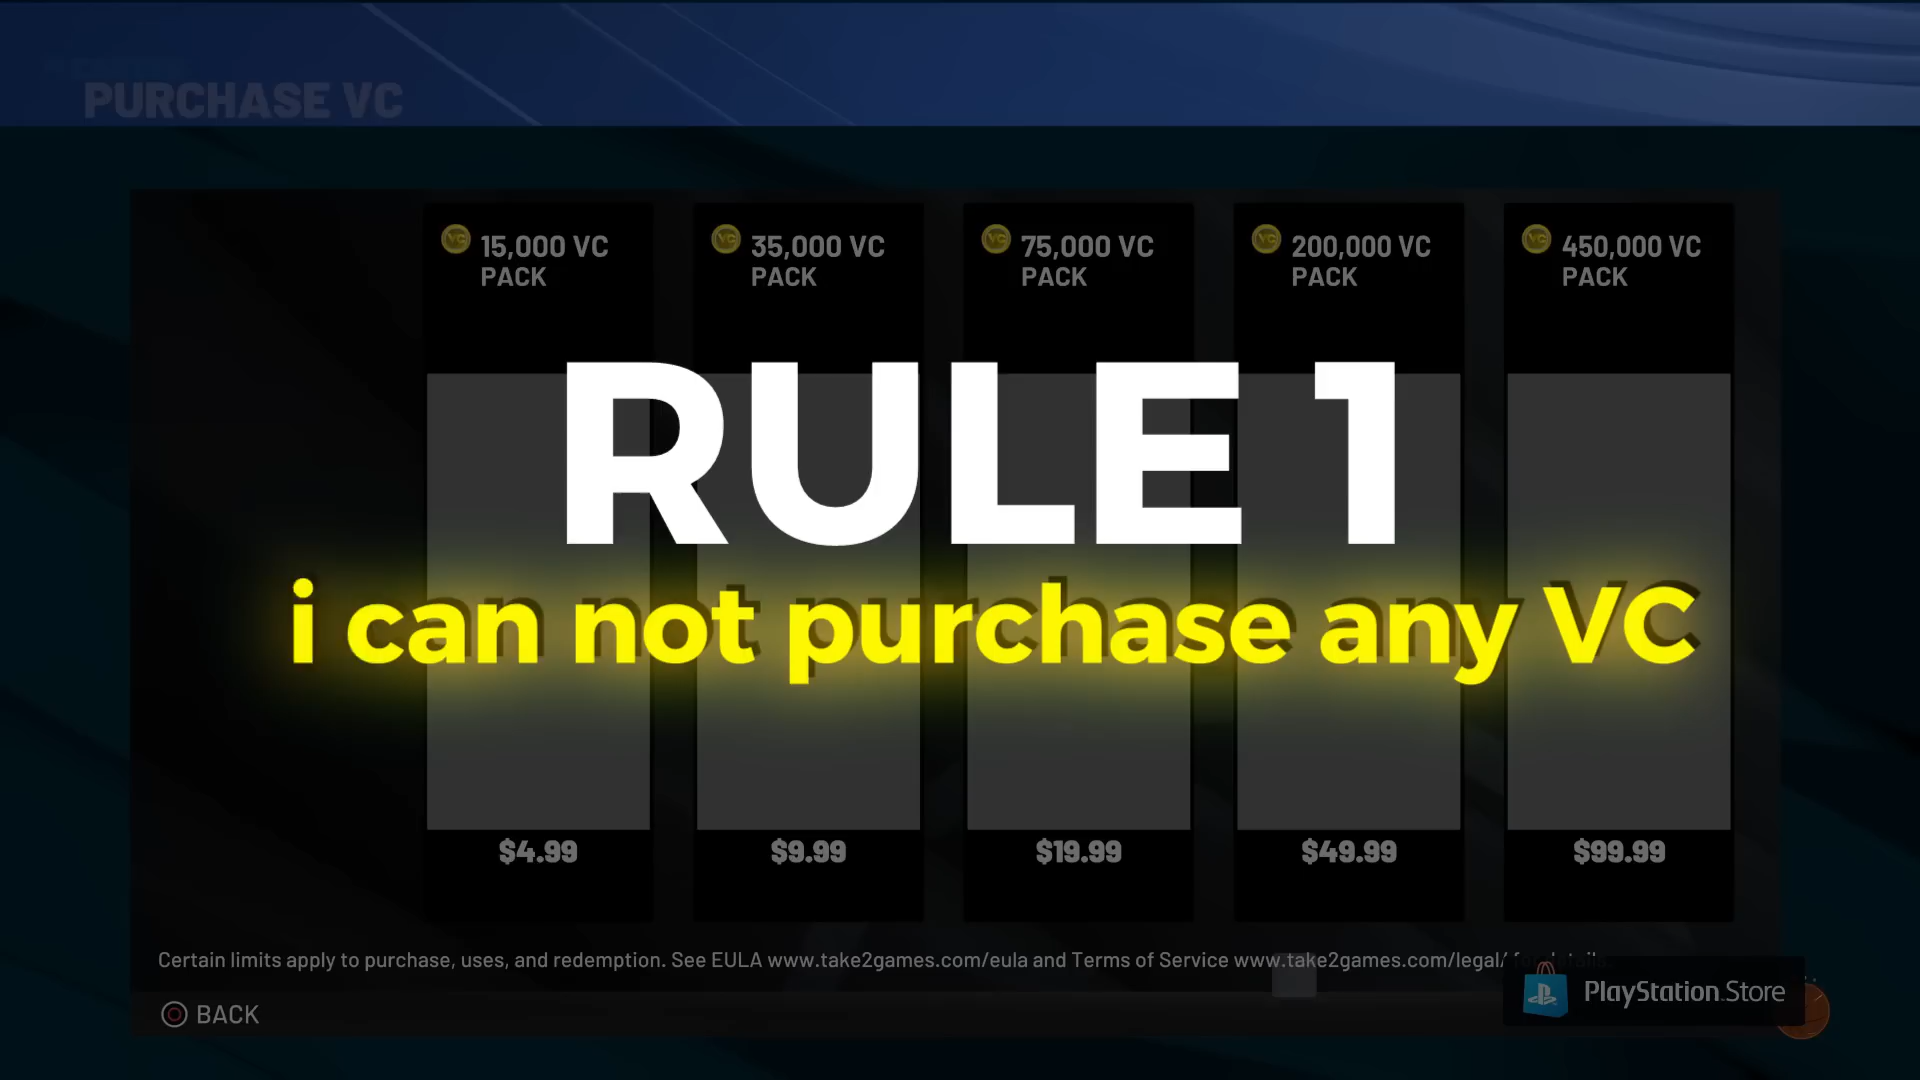 PURCHASE VC
15,000 VC
PACK
35,000 VC
PACK
75,000 VC
PACK
200,000 VC
PACK
450,000 VC
PACK
RULE 1
i can not purchase any VC
$4.99
$9.99
$19.99
$49.99
$99.99
Certain limits apply to purchase, uses, and redemption. See EULA www.take2games.com/eula and Terms of Service www.take2games.com/legal/ for details.
PlayStation Store
BACK